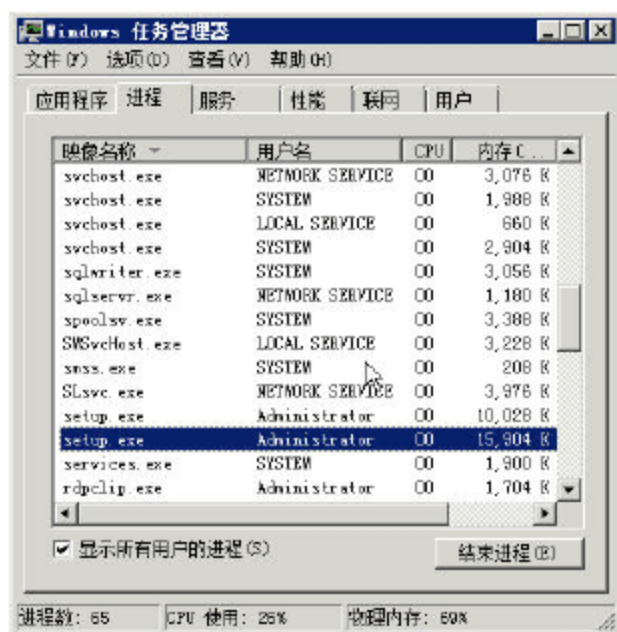 Windows 任务管理器
文件(F) 选项(O) 查看(V) 帮助(H)
应用程序 进程 服务 性能 联网 用户
映像名称 用户名 CPU 内存(...
svchost.exe NETWORK SERVICE 00 3,076 K
svchost.exe SYSTEM 00 1,988 K
svchost.exe LOCAL SERVICE 00 660 K
svchost.exe SYSTEM 00 2,904 K
sqlwriter.exe SYSTEM 00 3,056 K
sqlservr.exe NETWORK SERVICE 00 1,180 K
spoolsv.exe SYSTEM 00 3,388 K
SMSvcHost.exe LOCAL SERVICE 00 3,228 K
smss.exe SYSTEM 00 208 K
SLsvc.exe NETWORK SERVICE 00 3,976 K
setup.exe Administrator 00 10,028 K
setup.exe Administrator 00 15,904 K
services.exe SYSTEM 00 1,900 K
rdpclip.exe Administrator 00 1,704 K
显示所有用户的进程(S) 结束进程(E)
进程数: 65 CPU 使用: 26% 物理内存: 69%